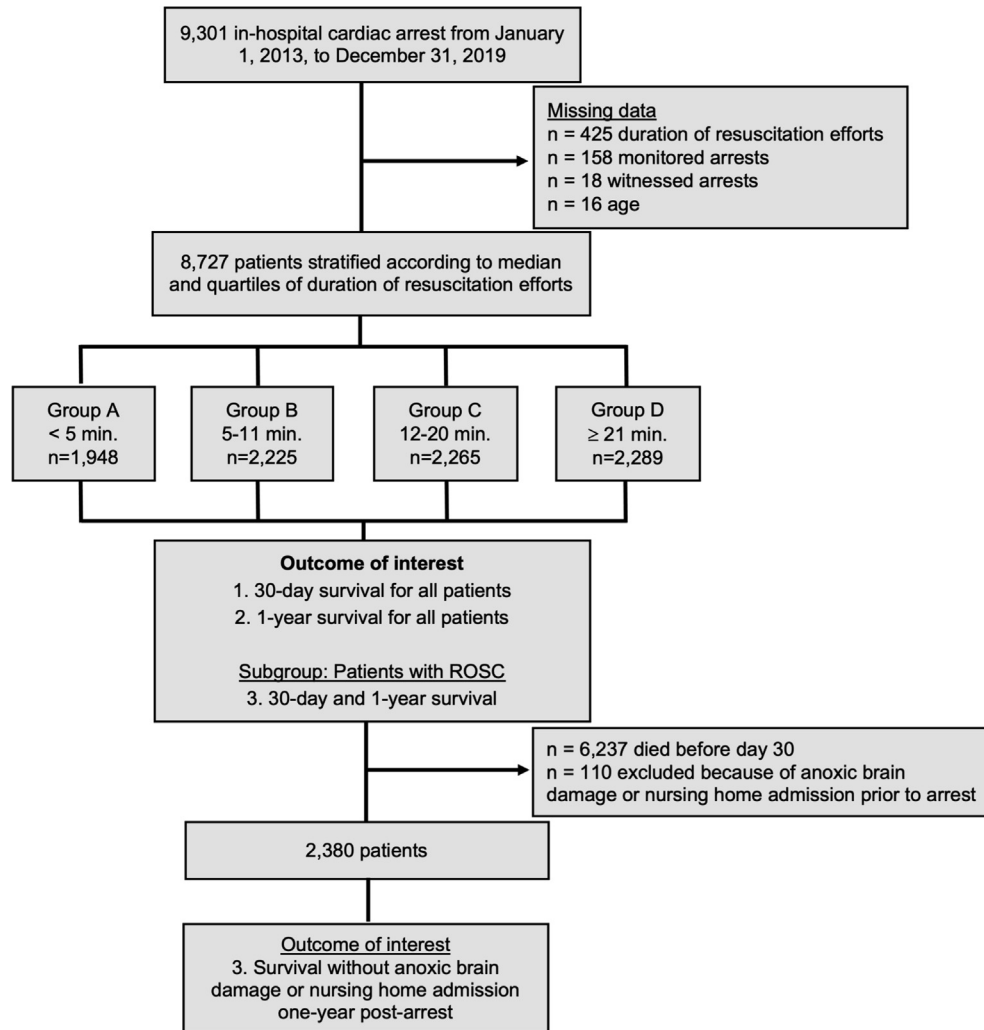 9,301 in-hospital cardiac arrest from January
1, 2013, to December 31, 2019
Missing data
n = 425 duration of resuscitation efforts
n = 158 monitored arrests
n = 18 witnessed arrests
n = 16 age
8,727 patients stratified according to median
and quartiles of duration of resuscitation efforts
Group A
< 5 min.
n=1,948
Group B
5-11 min.
n=2,225
Group C
12-20 min.
n=2,265
Group D
≥ 21 min.
n=2,289
Outcome of interest
1. 30-day survival for all patients
2. 1-year survival for all patients
Subgroup: Patients with ROSC
3. 30-day and 1-year survival
n = 6,237 died before day 30
n = 110 excluded because of anoxic brain
damage or nursing home admission prior to arrest
2,380 patients
Outcome of interest
3. Survival without anoxic brain
damage or nursing home admission
one-year post-arrest